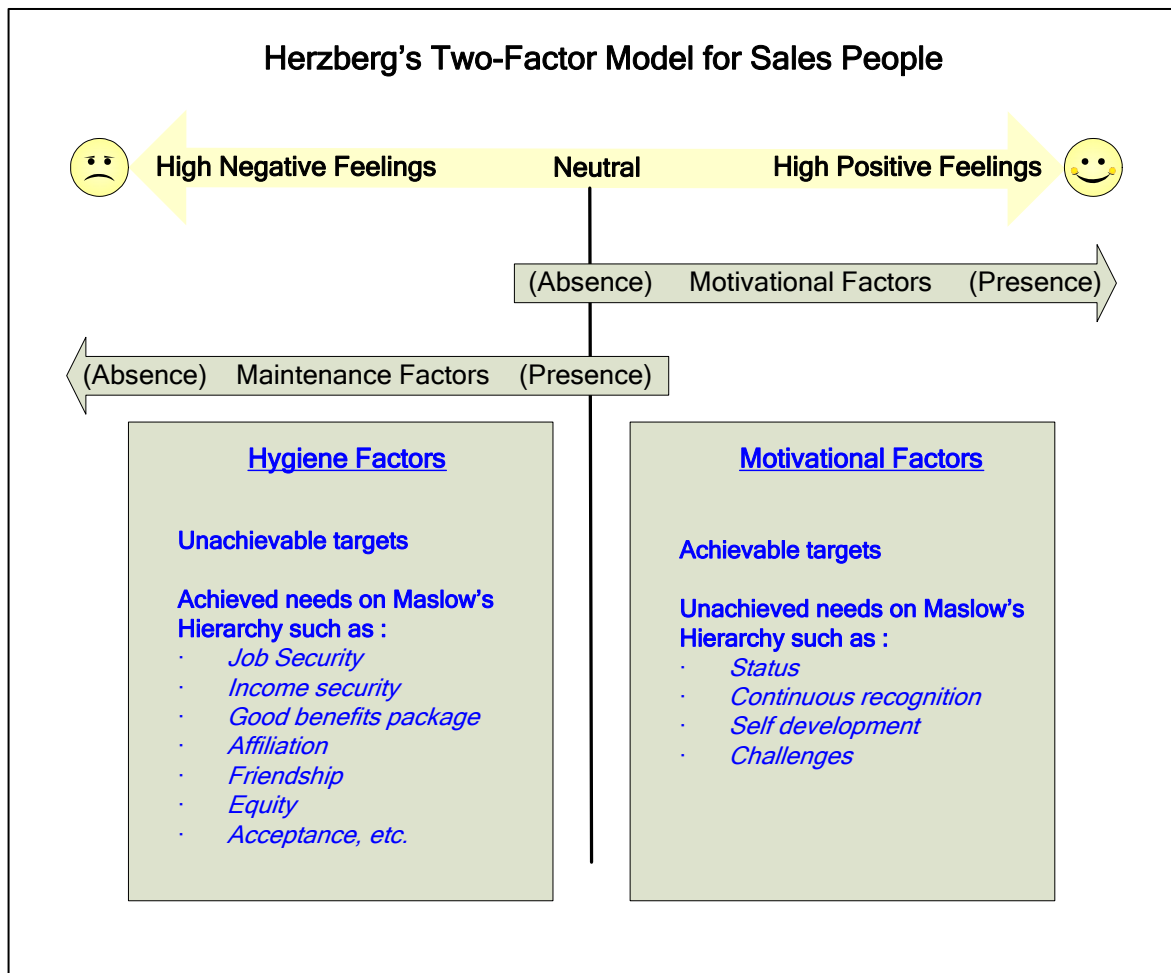 Herzberg's Two-Factor Model for Sales People
High Negative Feelings Neutral High Positive Feelings
(Absence) Motivational Factors (Presence)
(Absence) Maintenance Factors (Presence)
Hygiene Factors
Unachievable targets
Achieved needs on Maslow's
Hierarchy such as :
· Job Security
· Income security
· Good benefits package
· Affiliation
· Friendship
· Equity
· Acceptance, etc.
Motivational Factors
Achievable targets
Unachieved needs on Maslow's
Hierarchy such as :
· Status
· Continuous recognition
· Self development
· Challenges